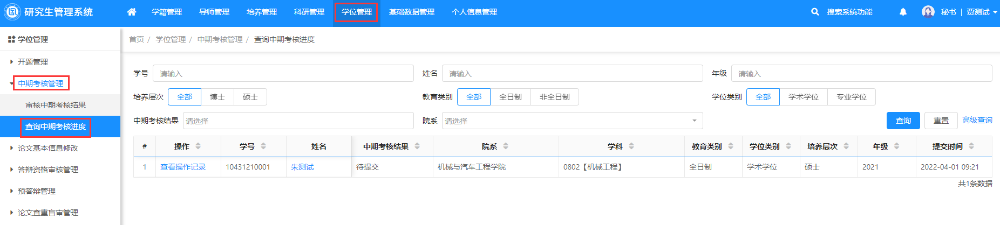 研究生管理系统 学籍管理 导师管理 培养管理 科研管理 学位管理 基础数据管理 个人信息管理 搜索系统功能 秘书 | 贾测试
学位管理
首页 / 学位管理 / 中期考核管理 / 查询中期考核进度
开题管理
中期考核管理
审核中期考核结果
查询中期考核进度
论文基本信息修改
答辩资格审核管理
预答辩管理
论文查重盲审管理
学号 请输入 姓名 请输入 年级 请输入
培养层次 全部 博士 硕士 教育类别 全部 全日制 非全日制 学位类别 全部 学术学位 专业学位
中期考核结果 请选择 院系 请选择 查询 重置 高级查询
# 操作 学号 姓名 中期考核结果 院系 学科 教育类别 学位类别 培养层次 年级 提交时间
1 查看操作记录 10431210001 朱测试 待提交 机械与汽车工程学院 0802【机械工程】 全日制 学术学位 硕士 2021 2022-04-01 09:21
共1条数据